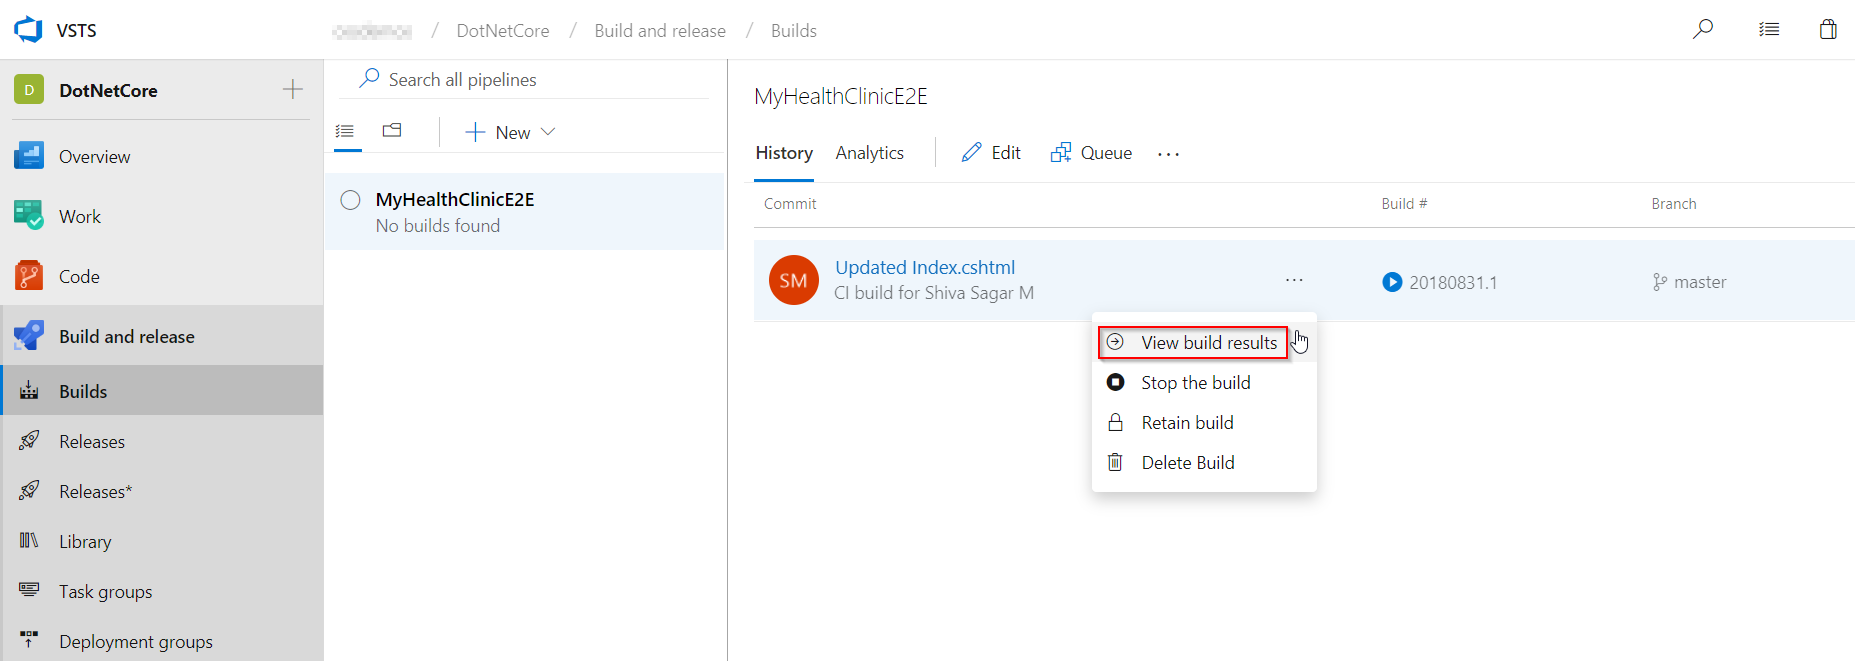 VSTS
/ DotNetCore / Build and release / Builds
D DotNetCore
Overview
Work
Code
Build and release
Builds
Releases
Releases*
Library
Task groups
Deployment groups
Search all pipelines
New
MyHealthClinicE2E
No builds found
MyHealthClinicE2E
History Analytics Edit Queue ...
Commit Build # Branch
SM
Updated Index.cshtml
CI build for Shiva Sagar M
... 20180831.1 master
View build results
Stop the build
Retain build
Delete Build